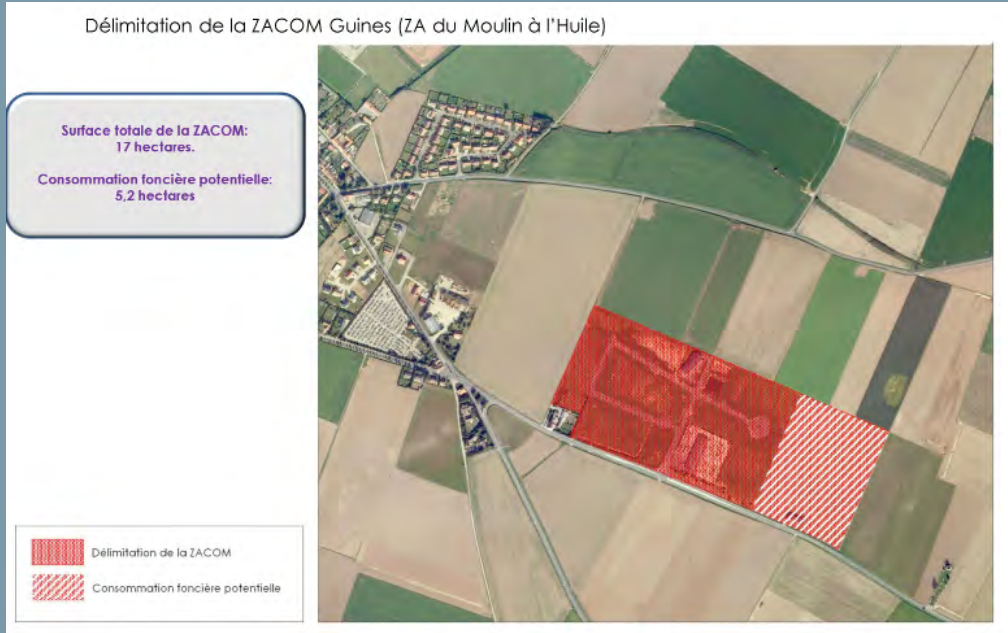 Délimitation de la ZACOM Guines (ZA du Moulin à l'Huile)
Surface totale de la ZACOM:
17 hectares.
Consommation foncière potentielle:
5,2 hectares
Délimitation de la ZACOM
Consommation foncière potentielle